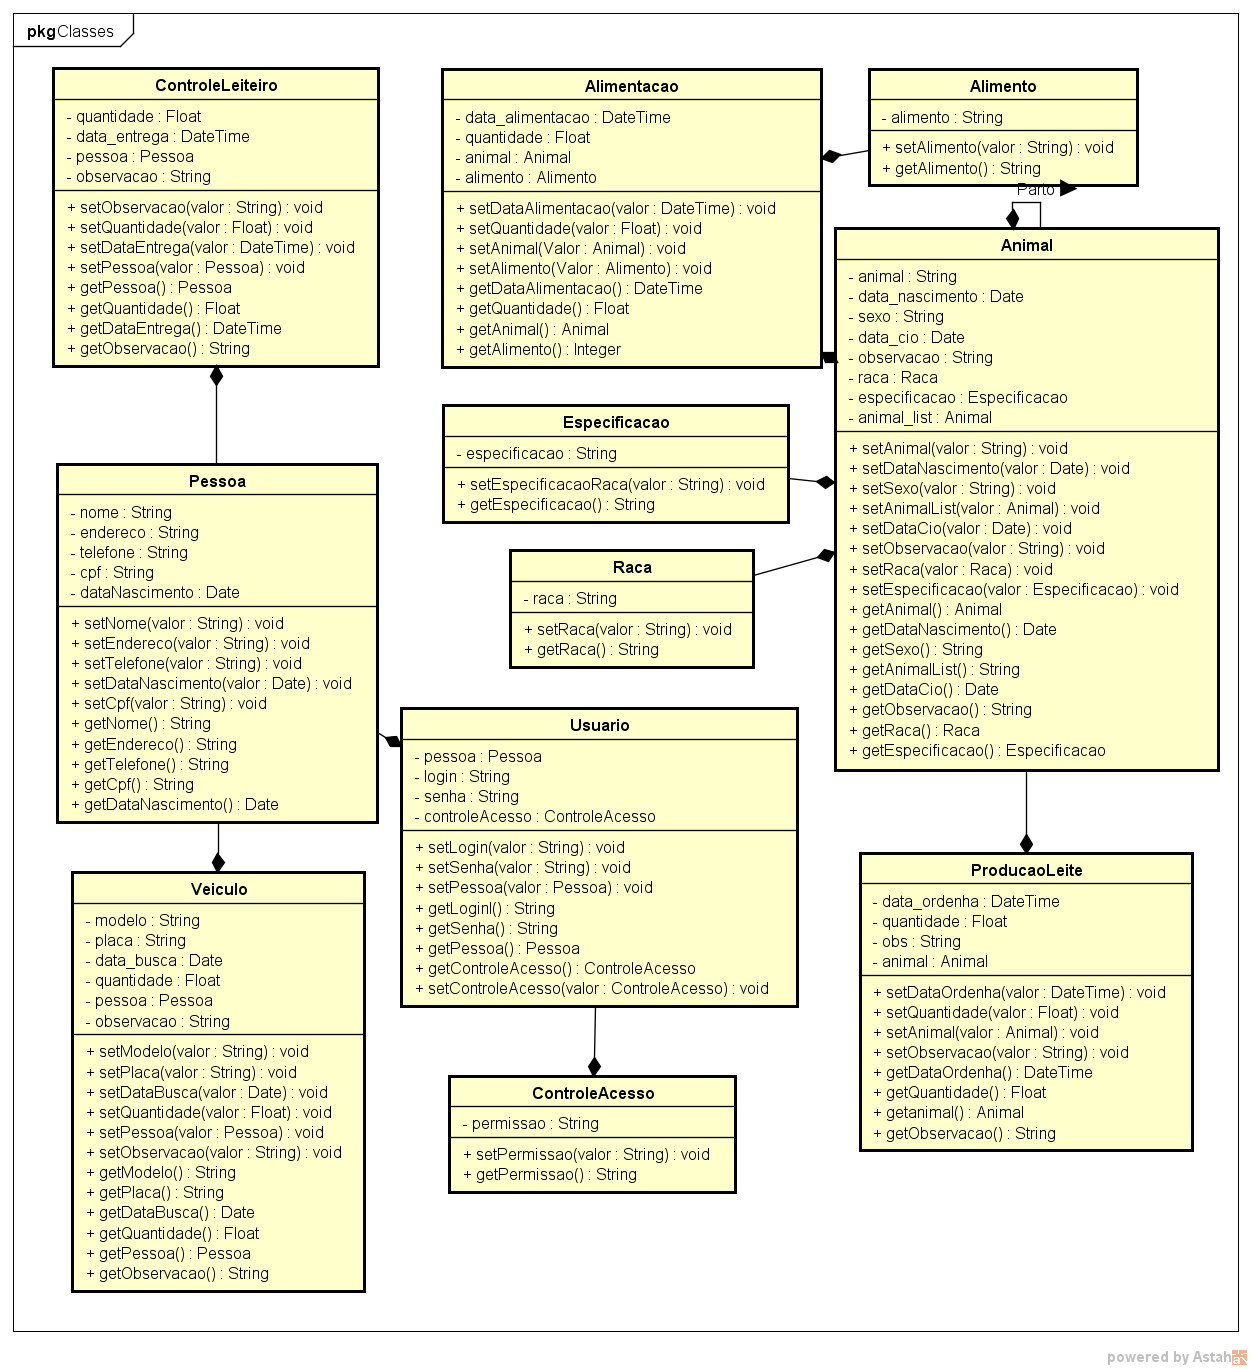 pkg Classes
ControleLeiteiro
- quantidade : Float
- data_entrega : DateTime
- pessoa : Pessoa
- observacao : String
+ setObservacao(valor : String) : void
+ setQuantidade(valor : Float) : void
+ setDataEntrega(valor : DateTime) : void
+ setPessoa(valor : Pessoa) : void
+ getPessoa() : Pessoa
+ getQuantidade() : Float
+ getDataEntrega() : DateTime
+ getObservacao() : String
Alimentacao
- data_alimentacao : DateTime
- quantidade : Float
- animal : Animal
- alimento : Alimento
+ setDataAlimentacao(valor : DateTime) : void
+ setQuantidade(valor : Float) : void
+ setAnimal(Valor : Animal) : void
+ setAlimento(Valor : Alimento) : void
+ getDataAlimentacao() : DateTime
+ getQuantidade() : Float
+ getAnimal() : Animal
+ getAlimento() : Integer
Alimento
- alimento : String
+ setAlimento(valor : String) : void
+ getAlimento() : String
Parto
Animal
- animal : String
- data_nascimento : Date
- sexo : String
- data_cio : Date
- observacao : String
- raca : Raca
- especificacao : Especificacao
- animal_list : Animal
+ setAnimal(valor : String) : void
+ setDataNascimento(valor : Date) : void
+ setSexo(valor : String) : void
+ setAnimalList(valor : Animal) : void
+ setDataCio(valor : Date) : void
+ setObservacao(valor : String) : void
+ setRaca(valor : Raca) : void
+ setEspecificacao(valor : Especificacao) : void
+ getAnimal() : Animal
+ getDataNascimento() : Date
+ getSexo() : String
+ getAnimalList() : String
+ getDataCio() : Date
+ getObservacao() : String
+ getRaca() : Raca
+ getEspecificacao() : Especificacao
Especificacao
- especificacao : String
+ setEspecificacaoRaca(valor : String) : void
+ getEspecificacao() : String
Raca
- raca : String
+ setRaca(valor : String) : void
+ getRaca() : String
Pessoa
- nome : String
- endereco : String
- telefone : String
- cpf : String
- dataNascimento : Date
+ setNome(valor : String) : void
+ setEndereco(valor : String) : void
+ setTelefone(valor : String) : void
+ setDataNascimento(valor : Date) : void
+ setCpf(valor : String) : void
+ getNome() : String
+ getEndereco() : String
+ getTelefone() : String
+ getCpf() : String
+ getDataNascimento() : Date
Usuario
- pessoa : Pessoa
- login : String
- senha : String
- controleAcesso : ControleAcesso
+ setLogin(valor : String) : void
+ setSenha(valor : String) : void
+ setPessoa(valor : Pessoa) : void
+ getLoginl() : String
+ getSenha() : String
+ getPessoa() : Pessoa
+ getControleAcesso() : ControleAcesso
+ setControleAcesso(valor : ControleAcesso) : void
Veiculo
- modelo : String
- placa : String
- data_busca : Date
- quantidade : Float
- pessoa : Pessoa
- observacao : String
+ setModelo(valor : String) : void
+ setPlaca(valor : String) : void
+ setDataBusca(valor : Date) : void
+ setQuantidade(valor : Float) : void
+ setPessoa(valor : Pessoa) : void
+ setObservacao(valor : String) : void
+ getModelo() : String
+ getPlaca() : String
+ getDataBusca() : Date
+ getQuantidade() : Float
+ getPessoa() : Pessoa
+ getObservacao() : String
ControleAcesso
- permissao : String
+ setPermissao(valor : String) : void
+ getPermissao() : String
ProducaoLeite
- data_ordenha : DateTime
- quantidade : Float
- obs : String
- animal : Animal
+ setDataOrdenha(valor : DateTime) : void
+ setQuantidade(valor : Float) : void
+ setAnimal(valor : Animal) : void
+ setObservacao(valor : String) : void
+ getDataOrdenha() : DateTime
+ getQuantidade() : Float
+ getanimal() : Animal
+ getObservacao() : String
powered by Astah